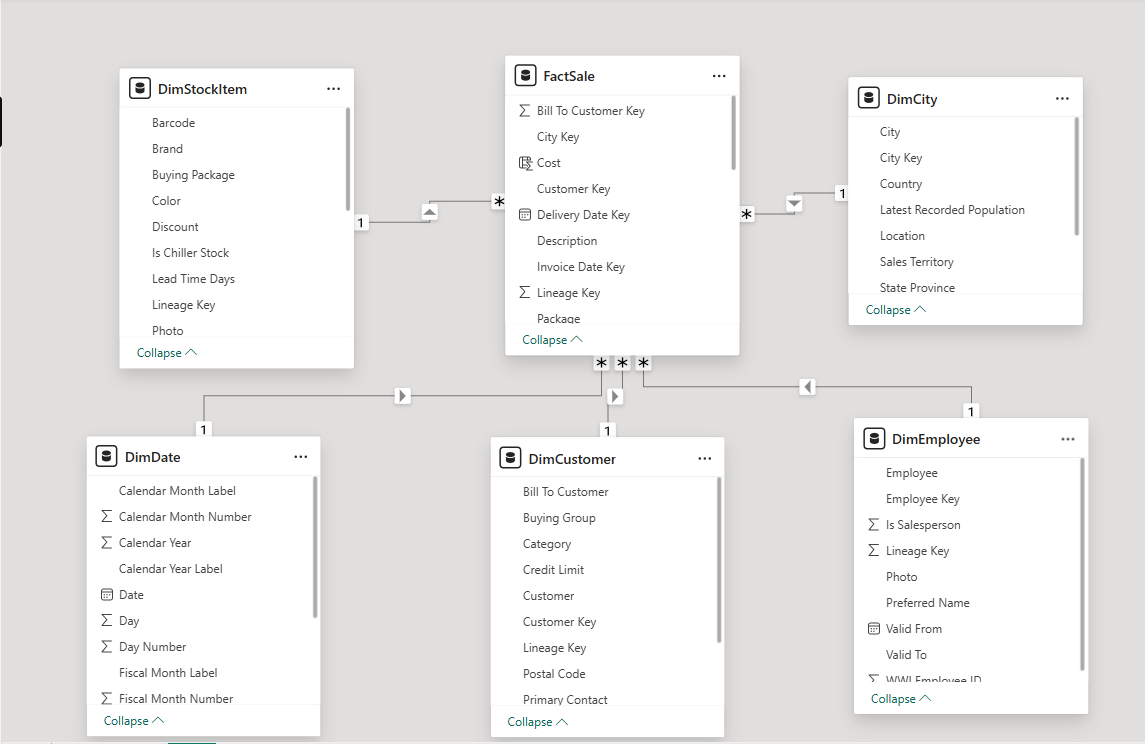 DimStockItem
Barcode
Brand
Buying Package
Color
Discount
Is Chiller Stock
Lead Time Days
Lineage Key
Photo
Collapse
1
*
FactSale
Bill To Customer Key
City Key
Cost
Customer Key
Delivery Date Key
Description
Invoice Date Key
Lineage Key
Package
Collapse
*
1
DimCity
City
City Key
Country
Latest Recorded Population
Location
Sales Territory
State Province
Collapse
* * *
1
1
1
DimDate
Calendar Month Label
Calendar Month Number
Calendar Year
Calendar Year Label
Date
Day
Day Number
Fiscal Month Label
Fiscal Month Number
Collapse
DimCustomer
Bill To Customer
Buying Group
Category
Credit Limit
Customer
Customer Key
Lineage Key
Postal Code
Primary Contact
Collapse
DimEmployee
Employee
Employee Key
Is Salesperson
Lineage Key
Photo
Preferred Name
Valid From
Valid To
WWI Employee ID
Collapse